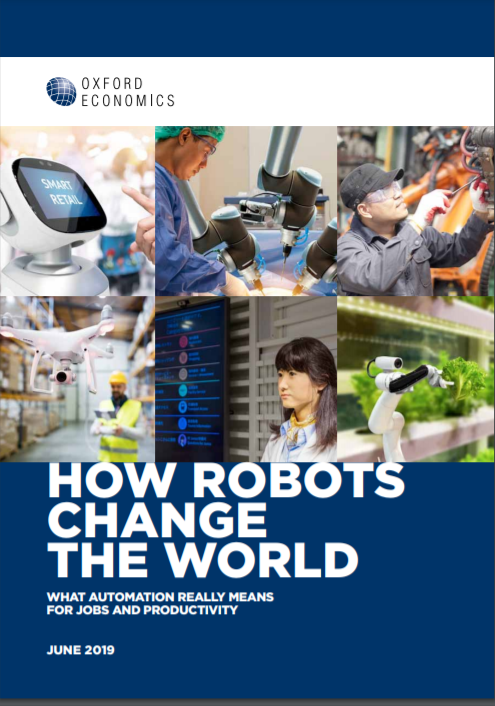 OXFORD
ECONOMICS
SMART
RETAIL
HOW ROBOTS
CHANGE
THE WORLD
WHAT AUTOMATION REALLY MEANS
FOR JOBS AND PRODUCTIVITY
JUNE 2019